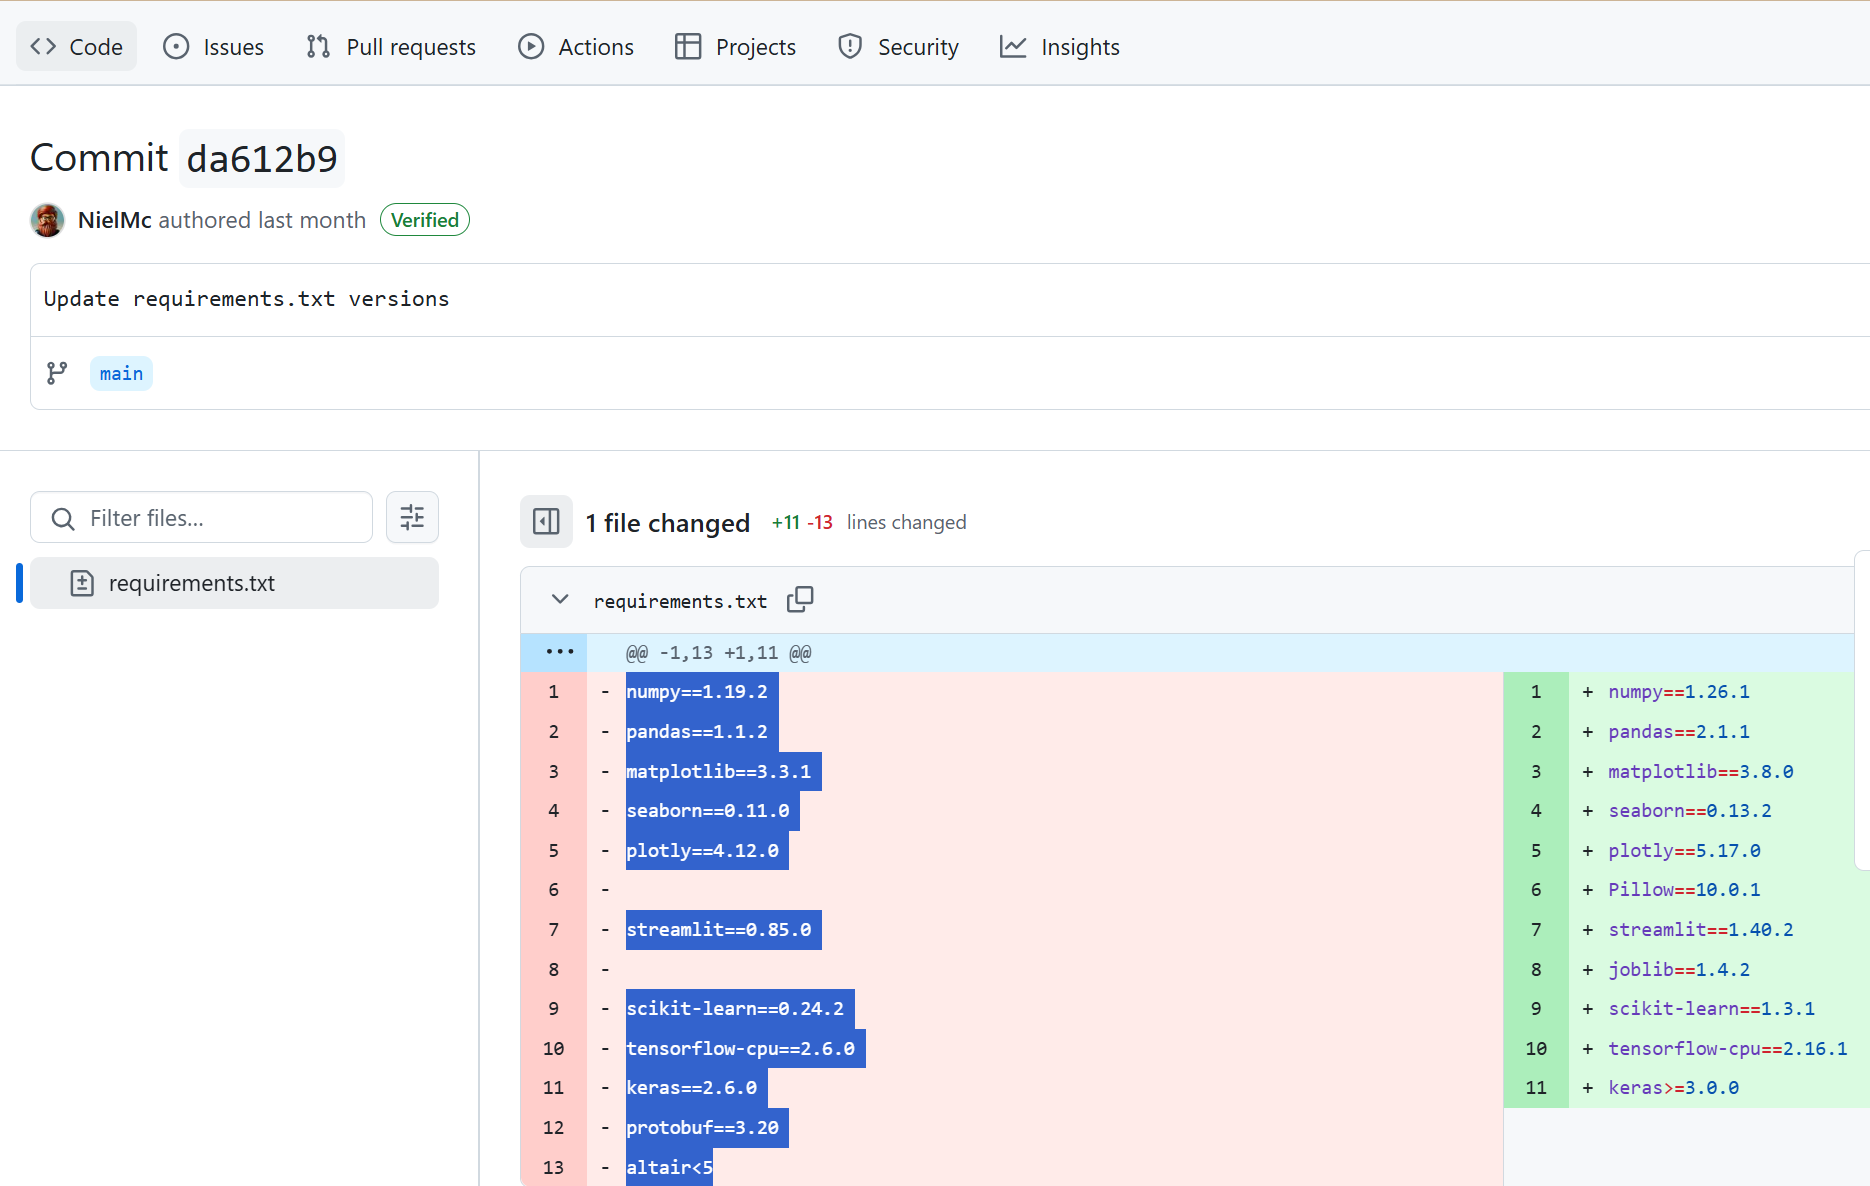 Code Issues Pull requests Actions Projects Security Insights
Commit da612b9
NielMc authored last month Verified
Update requirements.txt versions
main
Filter files...
requirements.txt
1 file changed +11 -13 lines changed
requirements.txt
@@ -1,13 +1,11 @@
1 - numpy==1.19.2
2 - pandas==1.1.2
3 - matplotlib==3.3.1
4 - seaborn==0.11.0
5 - plotly==4.12.0
6 -
7 - streamlit==0.85.0
8 -
9 - scikit-learn==0.24.2
10 - tensorflow-cpu==2.6.0
11 - keras==2.6.0
12 - protobuf==3.20
13 - altair<5
1 + numpy==1.26.1
2 + pandas==2.1.1
3 + matplotlib==3.8.0
4 + seaborn==0.13.2
5 + plotly==5.17.0
6 + Pillow==10.0.1
7 + streamlit==1.40.2
8 + joblib==1.4.2
9 + scikit-learn==1.3.1
10 + tensorflow-cpu==2.16.1
11 + keras>=3.0.0